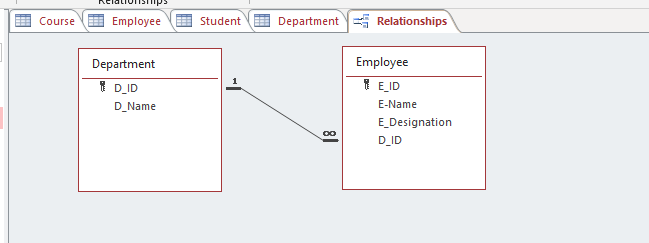 Relationships
Course
Employee
Student
Department
Relationships
Department
D_ID
D_Name
1
∞
Employee
E_ID
E-Name
E_Designation
D_ID